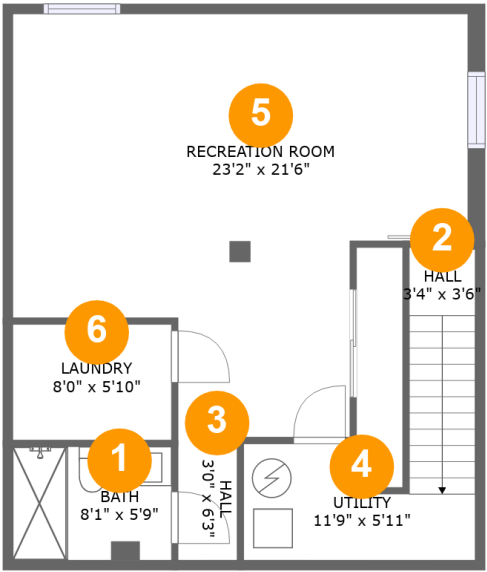 5
RECREATION ROOM
23'2" x 21'6"
2
HALL
3'4" x 3'6"
6
LAUNDRY
8'0" x 5'10"
3
HALL
3'0" x 6'3"
1
BATH
8'1" x 5'9"
4
UTILITY
11'9" x 5'11"